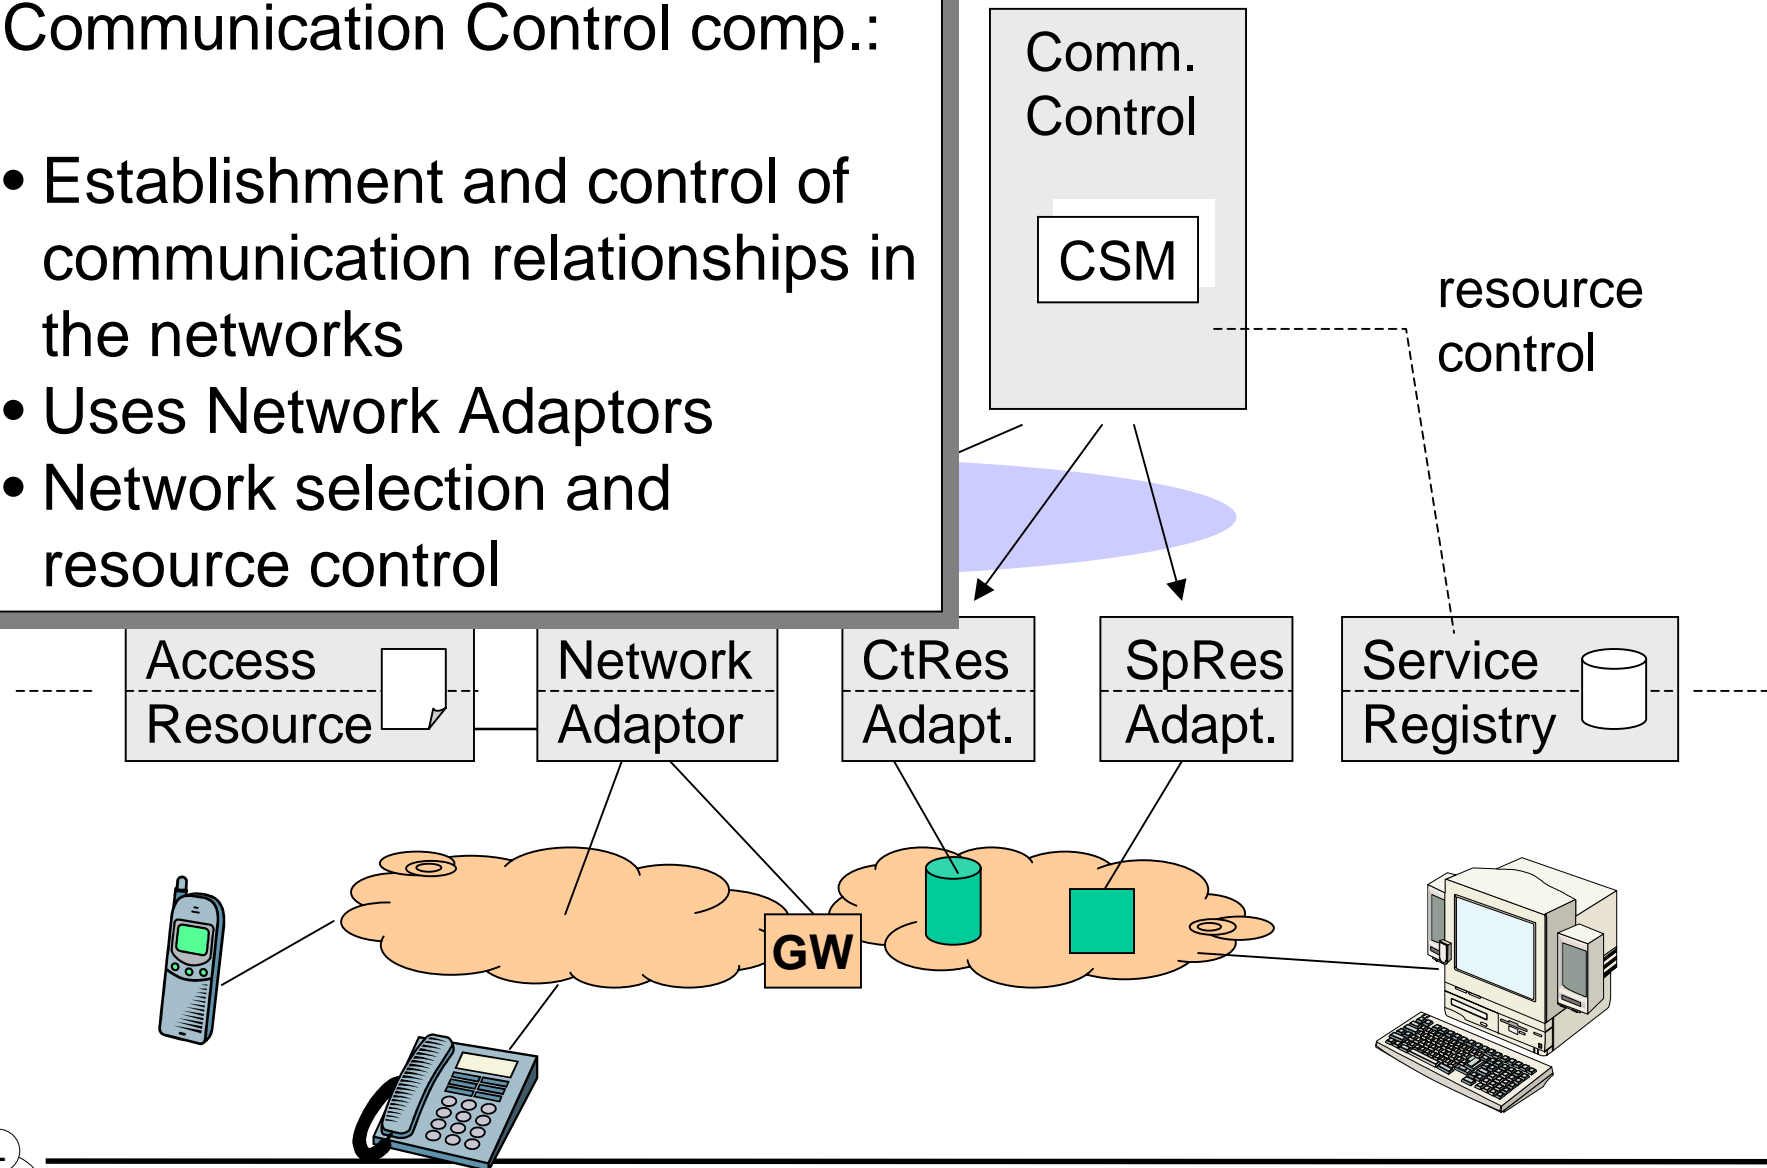 Communication Control comp.:
• Establishment and control of
communication relationships in
the networks
• Uses Network Adaptors
• Network selection and
resource control
Comm.
Control
CSM
resource
control
Access
Resource
Network
Adaptor
CtRes
Adapt.
SpRes
Adapt.
Service
Registry
GW